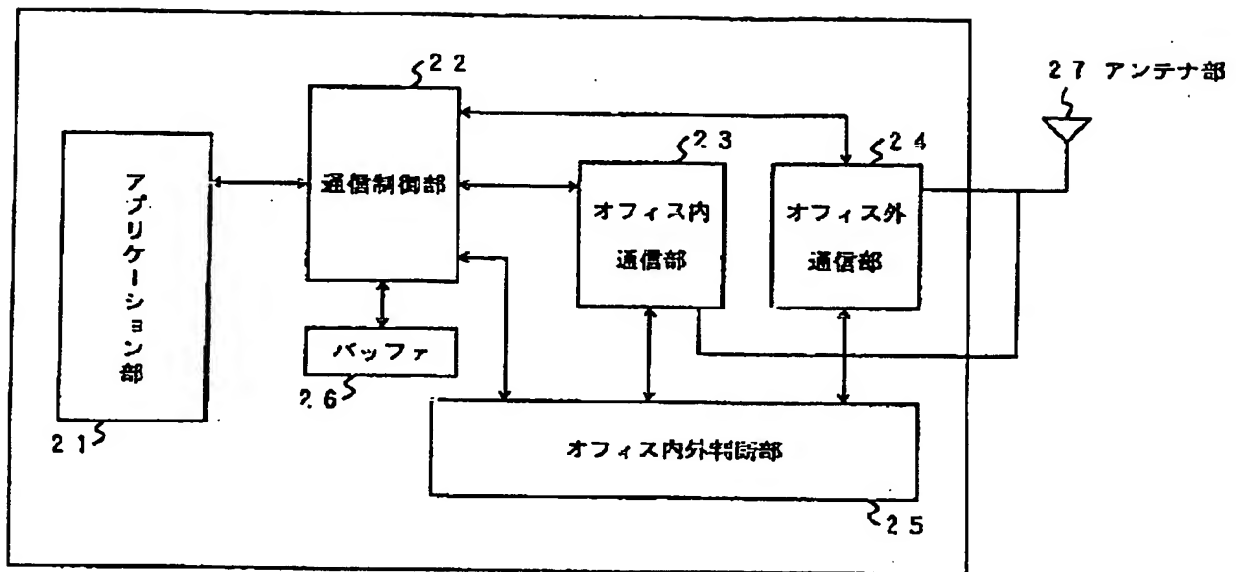 22
27 アンテナ部
23
24
アプリケーション部
通信制御部
オフィス内
通信部
オフィス外
通信部
バッファ
26
21
オフィス内外判断部
25